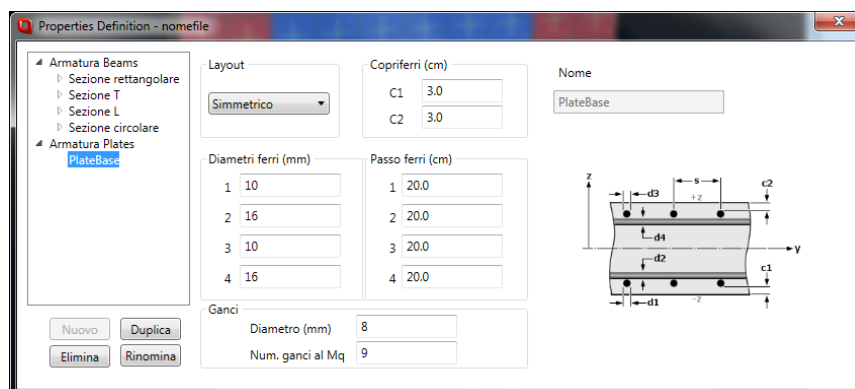 Properties Definition - nomefile
Armatura Beams
Sezione rettangolare
Sezione T
Sezione L
Sezione circolare
Armatura Plates
PlateBase
Nuovo Duplica
Elimina Rinomina
Layout
Simmetrico
Copriferri (cm)
C1 3.0
C2 3.0
Diametri ferri (mm)
1 10
2 16
3 10
4 16
Passo ferri (cm)
1 20.0
2 20.0
3 20.0
4 20.0
Ganci
Diametro (mm) 8
Num. ganci al Mq 9
Nome
PlateBase
z
s
c2
d3
+z
d4
y
d2
c1
d1
-z